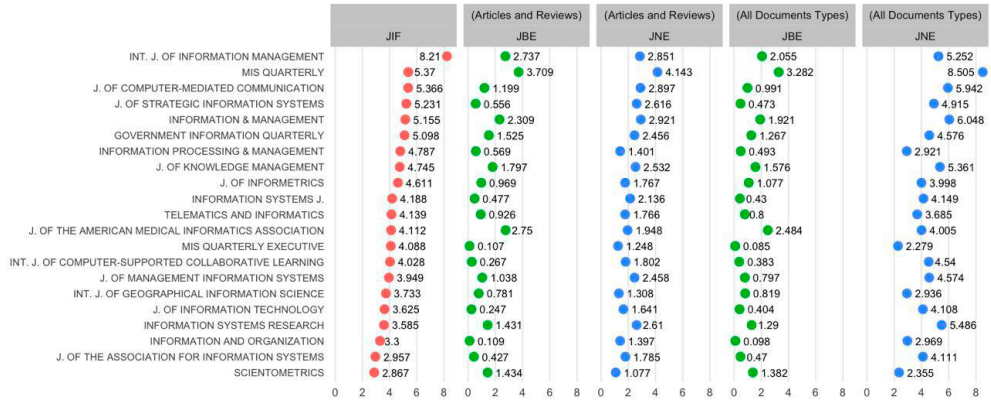 (Articles and Reviews) (Articles and Reviews) (All Documents Types) (All Documents Types)
JIF JBE JNE JBE JNE
INT. J. OF INFORMATION MANAGEMENT 8.21 2.737 2.851 2.055 5.252
MIS QUARTERLY 5.37 3.709 4.143 3.282 8.505
J. OF COMPUTER-MEDIATED COMMUNICATION 5.366 1.199 2.897 0.991 5.942
J. OF STRATEGIC INFORMATION SYSTEMS 5.231 0.556 2.616 0.473 4.915
INFORMATION & MANAGEMENT 5.155 2.309 2.921 1.921 6.048
GOVERNMENT INFORMATION QUARTERLY 5.098 1.525 2.456 1.267 4.576
INFORMATION PROCESSING & MANAGEMENT 4.787 0.569 1.401 0.493 2.921
J. OF KNOWLEDGE MANAGEMENT 4.745 1.797 2.532 1.576 5.361
J. OF INFORMETRICS 4.611 0.969 1.767 1.077 3.998
INFORMATION SYSTEMS J. 4.188 0.477 2.136 0.43 4.149
TELEMATICS AND INFORMATICS 4.139 0.926 1.766 0.8 3.685
J. OF THE AMERICAN MEDICAL INFORMATICS ASSOCIATION 4.112 2.75 1.948 2.484 4.005
MIS QUARTERLY EXECUTIVE 4.088 0.107 1.248 0.085 2.279
INT. J. OF COMPUTER-SUPPORTED COLLABORATIVE LEARNING 4.028 0.267 1.802 0.383 4.54
J. OF MANAGEMENT INFORMATION SYSTEMS 3.949 1.038 2.458 0.797 4.574
INT. J. OF GEOGRAPHICAL INFORMATION SCIENCE 3.733 0.781 1.308 0.819 2.936
J. OF INFORMATION TECHNOLOGY 3.625 0.247 1.641 0.404 4.108
INFORMATION SYSTEMS RESEARCH 3.585 1.431 2.61 1.29 5.486
INFORMATION AND ORGANIZATION 3.3 0.109 1.397 0.098 2.969
J. OF THE ASSOCIATION FOR INFORMATION SYSTEMS 2.957 0.427 1.785 0.47 4.111
SCIENTOMETRICS 2.867 1.434 1.077 1.382 2.355
0 2 4 6 8 0 2 4 6 8 0 2 4 6 8 0 2 4 6 8 0 2 4 6 8